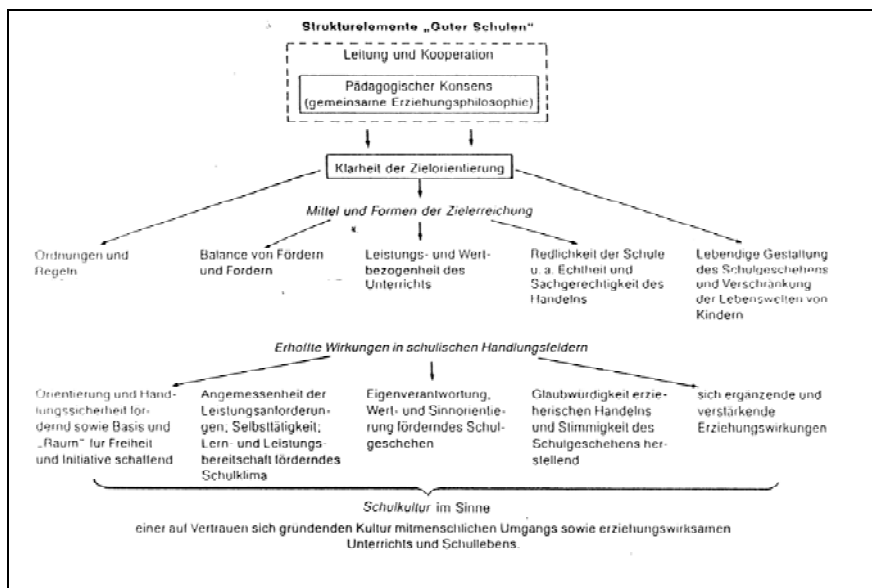 Strukturelemente „Guter Schulen“
Leitung und Kooperation
Pädagogischer Konsens
(gemeinsame Erziehungsphilosophie)
Klarheit der Zielorientierung
Mittel und Formen der Zielerreichung
Ordnungen und
Regeln
Balance von Fördern
und Fordern
Leistungs- und Wert-
bezogenheit des
Unterrichts
Redlichkeit der Schule
u. a. Echtheit und
Sachgerechtigkeit des
Handelns
Lebendige Gestaltung
des Schulgeschehens
und Verschränkung
der Lebenswelten von
Kindern
Erhoffte Wirkungen in schulischen Handlungsfeldern
Orientierung und Hand-
lungssicherheit för-
dernd sowie Basis und
„Raum“ für Freiheit
und Initiative schaffend
Angemessenheit der
Leistungsanforderun-
gen; Selbsttätigkeit;
Lern- und Leistungs-
bereitschaft förderndes
Schulklima
Eigenverantwortung,
Wert- und Sinnorientie-
rung förderndes Schul-
geschehen
Glaubwürdigkeit erzie-
herischen Handelns
und Stimmigkeit des
Schulgeschehens her-
stellend
sich ergänzende und
verstärkende
Erziehungswirkungen
Schulkultur im Sinne
einer auf Vertrauen sich gründenden Kultur mitmenschlichen Umgangs sowie erziehungswirksamen
Unterrichts und Schullebens.